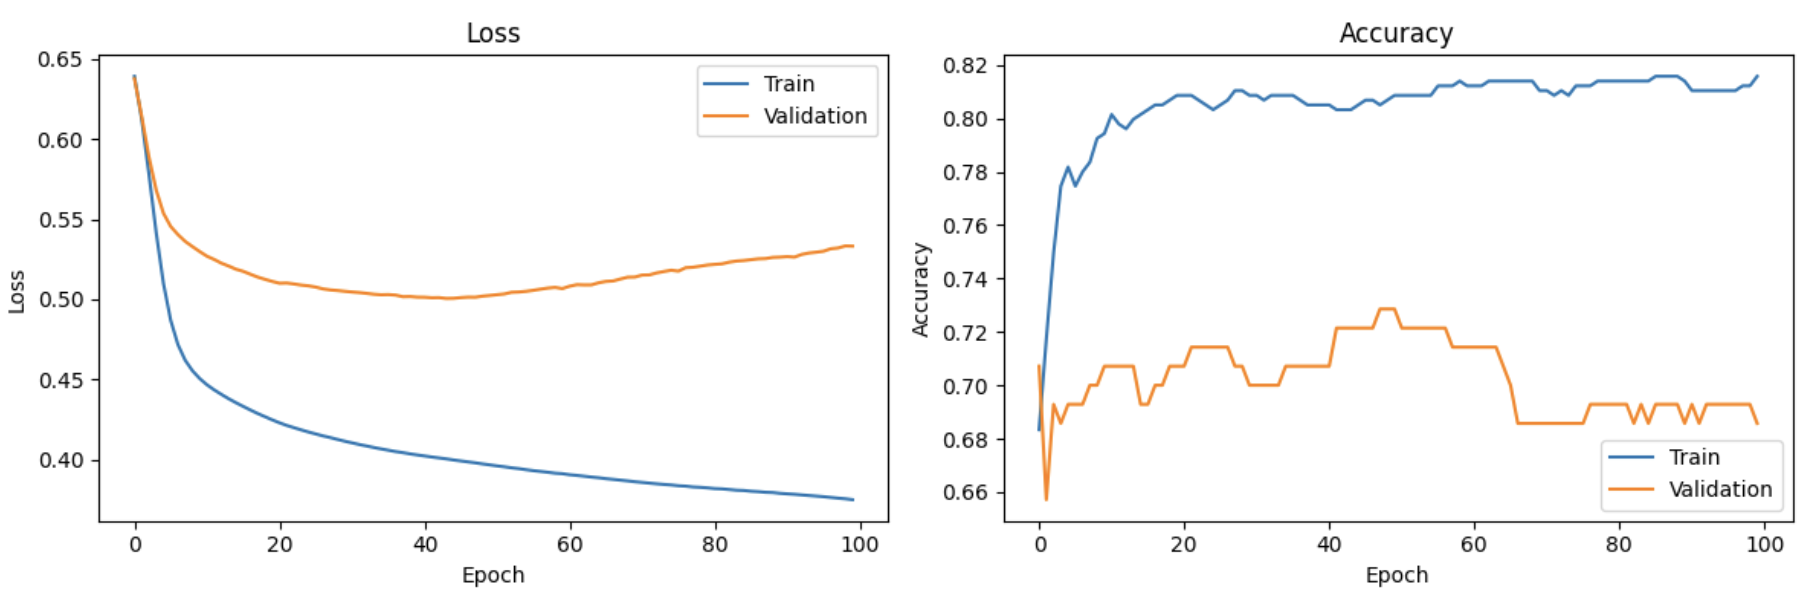 Loss
0.65
0.60
0.55
0.50
0.45
0.40
Loss
0
20
40
60
80
100
Epoch
Train
Validation
Accuracy
0.82
0.80
0.78
0.76
0.74
0.72
0.70
0.68
0.66
Accuracy
0
20
40
60
80
100
Epoch
Train
Validation